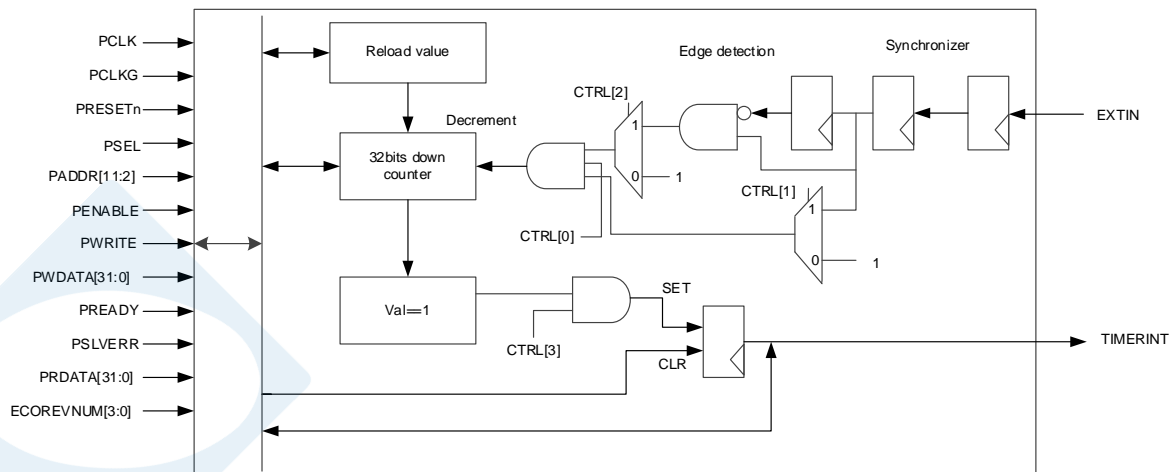 PCLK
PCLKG
PRESETn
PSEL
PADDR[11:2]
PENABLE
PWRITE
PWDATA[31:0]
PREADY
PSLVERR
PRDATA[31:0]
ECOREVNUM[3:0]
Reload value
Edge detection
Synchronizer
CTRL[2]
Decrement
1
EXTIN
32bits down
counter
0
1
CTRL[1]
1
CTRL[0]
0
1
Val==1
SET
CTRL[3]
CLR
TIMERINT